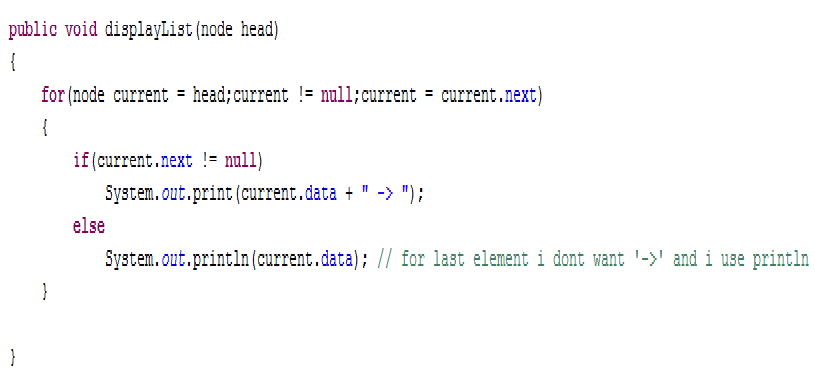 public void displayList(node head)
{
    for(node current = head;current != null;current = current.next)
    {
        if(current.next != null)
            System.out.print(current.data + " -> ");
        else
            System.out.println(current.data); // for last element i dont want '->' and i use println
    }

}